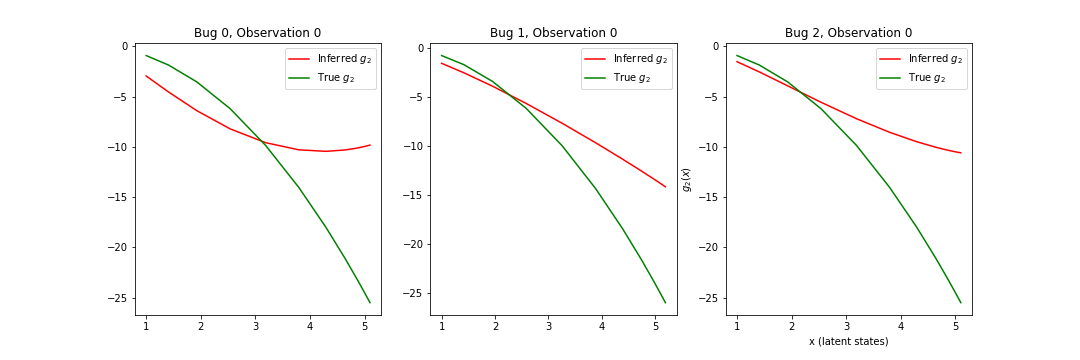 Bug 0, Observation 0
Inferred g₂
True g₂
0
−5
−10
−15
−20
−25
1 2 3 4 5
Bug 1, Observation 0
Inferred g₂
True g₂
0
−5
−10
−15
−20
−25
1 2 3 4 5
Bug 2, Observation 0
Inferred g₂
True g₂
g₂(x)
0
−5
−10
−15
−20
−25
1 2 3 4 5
x (latent states)